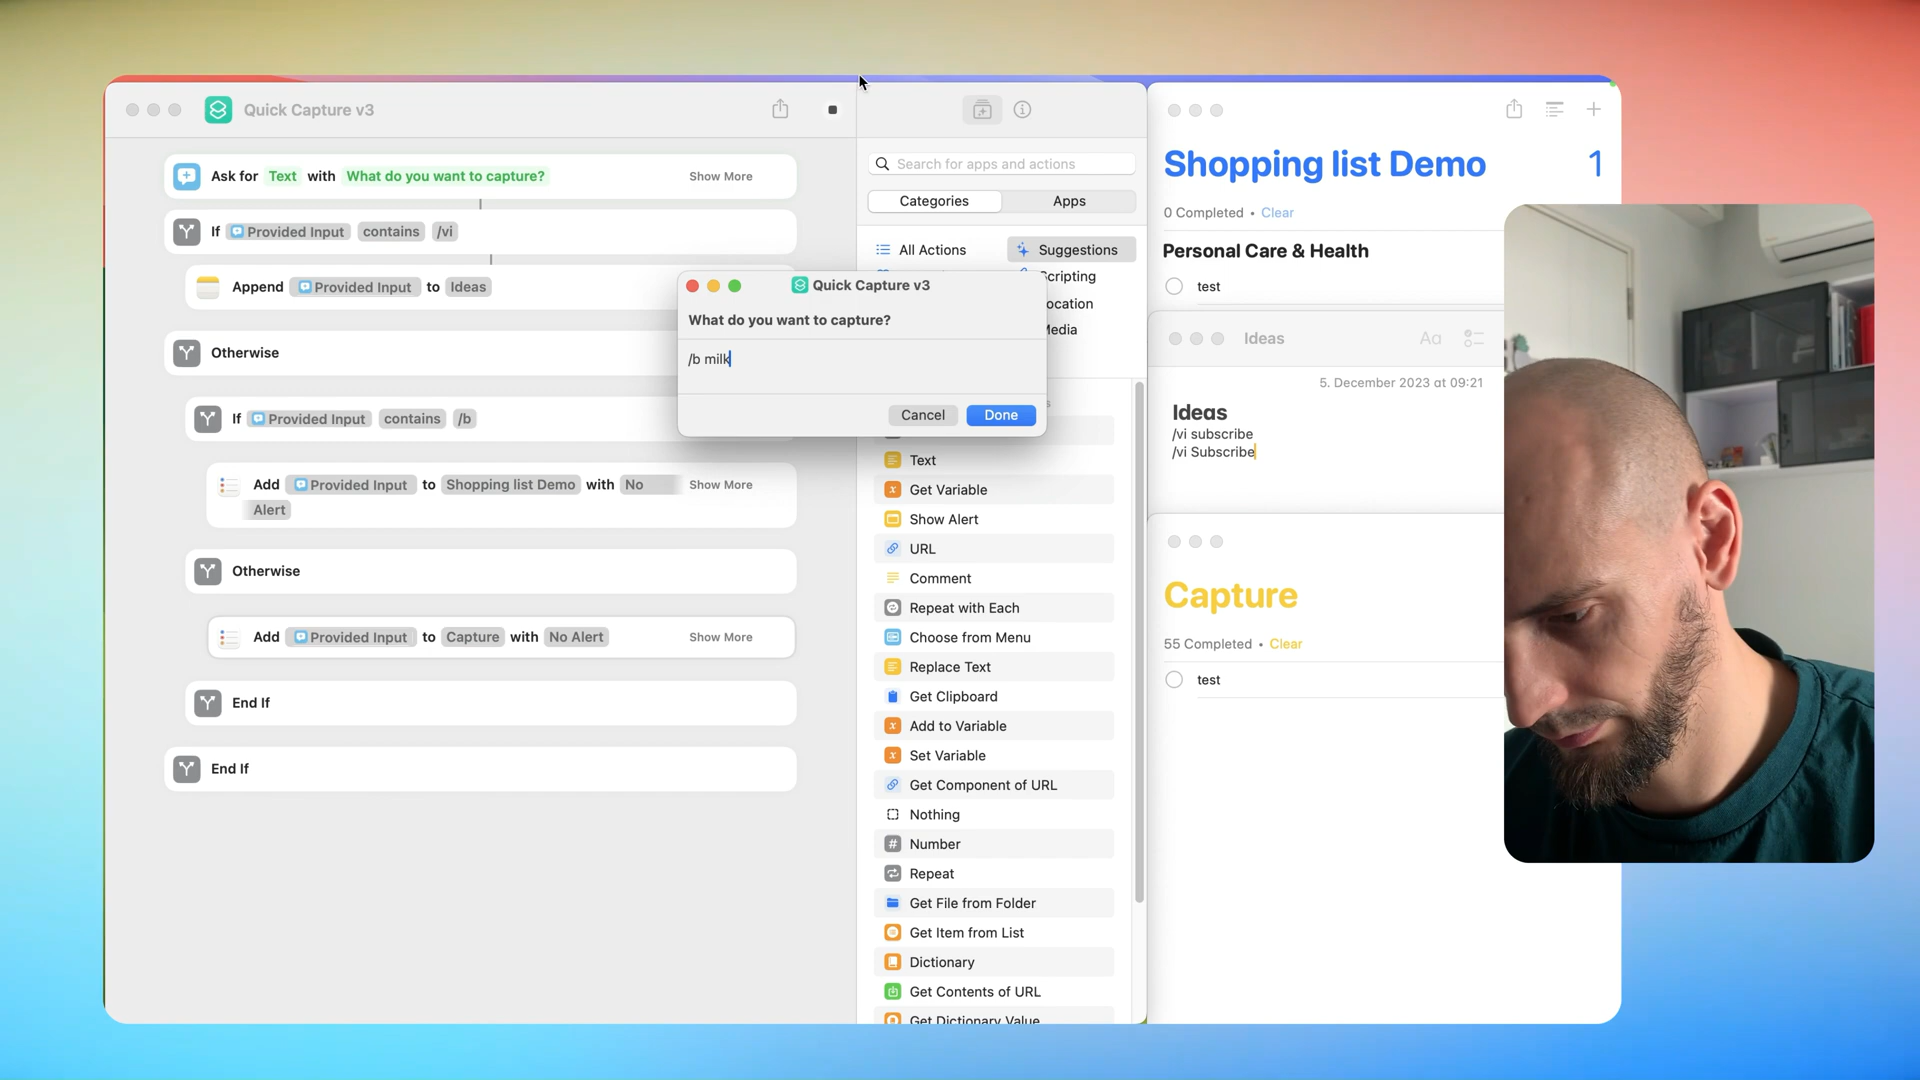 Quick Capture v3
Ask for Text with What do you want to capture? Show More
If Provided Input contains /vi
Append Provided Input to Ideas
Otherwise
If Provided Input contains /b
Add Provided Input to Shopping list Demo with No Show More
Alert
Otherwise
Add Provided Input to Capture with No Alert Show More
End If
End If
Search for apps and actions
Categories Apps
All Actions Suggestions
Scripting
ocation
Media
Quick Capture v3
What do you want to capture?
/b milk
Cancel Done
Text
Get Variable
Show Alert
URL
Comment
Repeat with Each
Choose from Menu
Replace Text
Get Clipboard
Add to Variable
Set Variable
Get Component of URL
Nothing
Number
Repeat
Get File from Folder
Get Item from List
Dictionary
Get Contents of URL
Get Dictionary Value
Shopping list Demo 1
0 Completed • Clear
Personal Care & Health
test
Ideas Aa
5. December 2023 at 09:21
Ideas
/vi subscribe
/vi Subscribe
Capture
55 Completed • Clear
test